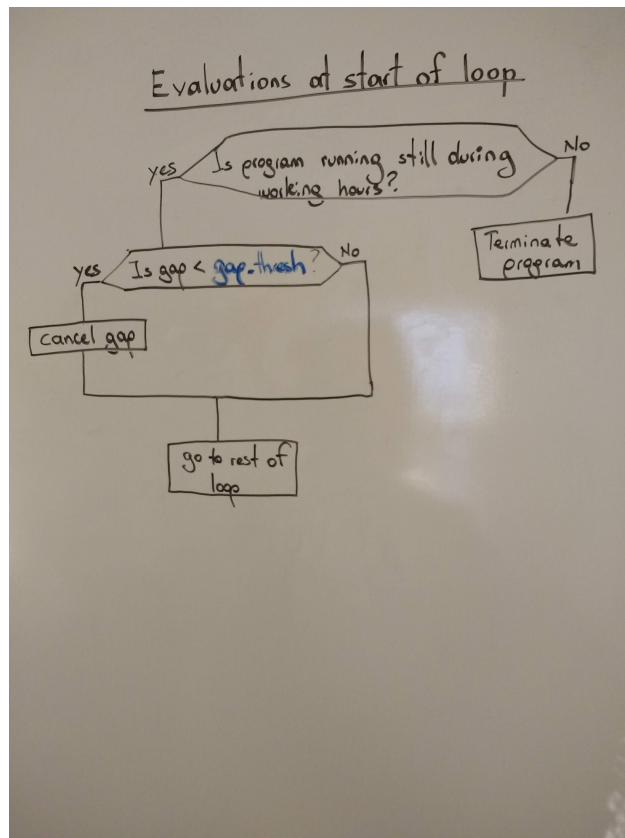 Evaluations at start of loop
yes
Is program running still during
working hours?
No
Terminate
program
yes
Is gap < gap-thresh?
No
cancel gap
go to rest of
loop